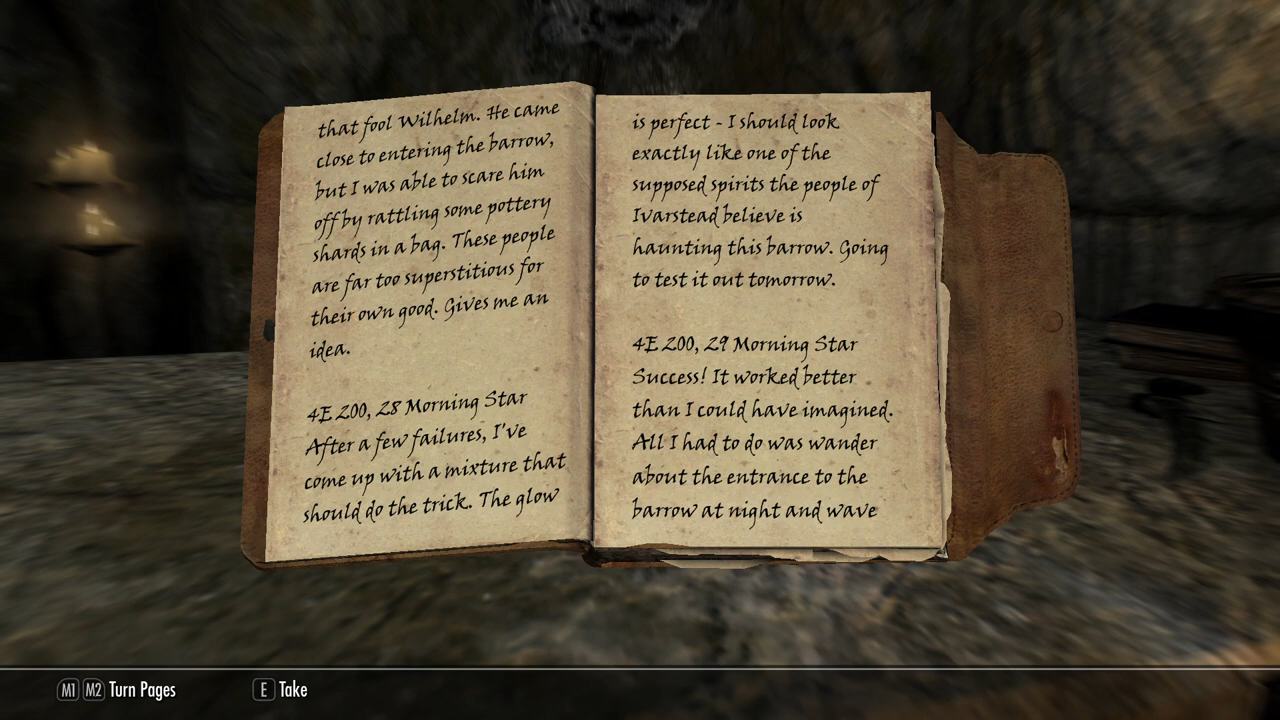 that fool Wilhelm. He came
close to entering the barrow,
but I was able to scare him
off by rattling some pottery
shards in a bag. These people
are far too superstitious for
their own good. Gives me an
idea.
4E 200, 28 Morning Star
After a few failures, I've
come up with a mixture that
should do the trick. The glow
is perfect - I should look
exactly like one of the
supposed spirits the people of
Ivarstead believe is
haunting this barrow. Going
to test it out tomorrow.
4E 200, 29 Morning Star
Success! It worked better
than I could have imagined.
All I had to do was wander
about the entrance to the
barrow at night and wave
M1 M2 Turn Pages
E Take